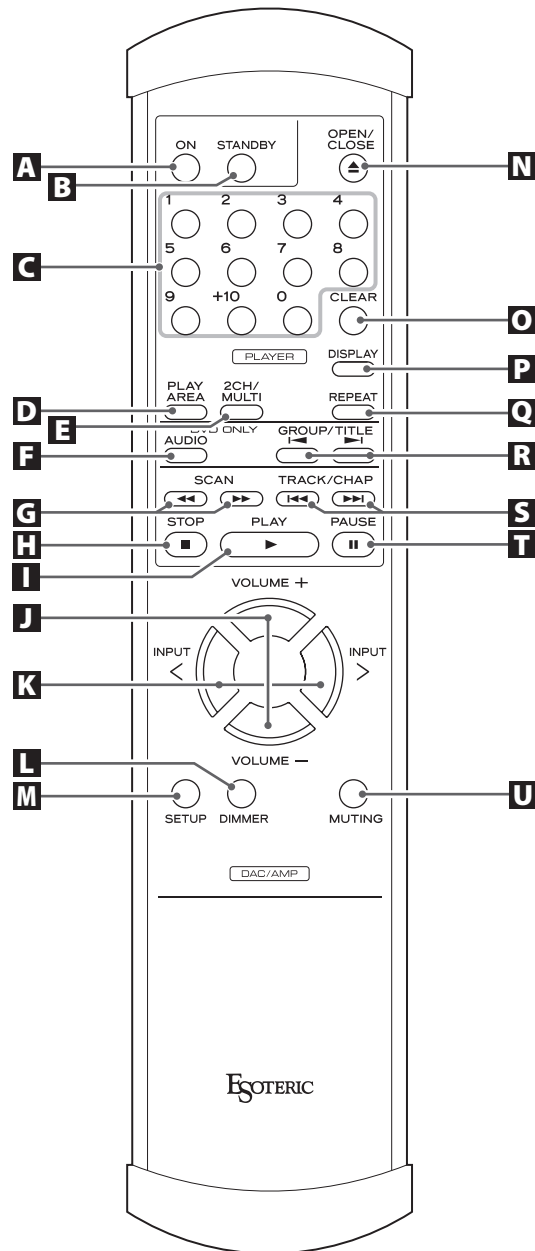 ON STANDBY OPEN/CLOSE
A B N
1 2 3 4
5 6 7 8
C
9 +10 0 CLEAR
O
PLAYER DISPLAY
P
PLAY AREA 2CH/MULTI REPEAT
D E Q
DVD ONLY
AUDIO GROUP/TITLE
F R
SCAN TRACK/CHAP
G S
STOP PLAY PAUSE
H T
I
VOLUME +
J
INPUT INPUT
< >
K
VOLUME −
L
M U
SETUP DIMMER MUTING
DAC/AMP
ESOTERIC